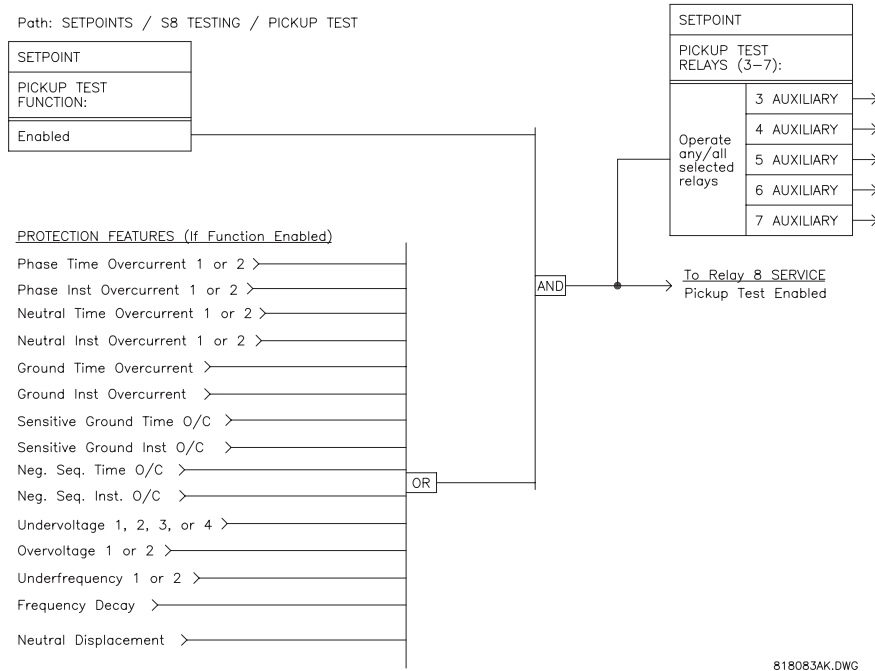 Path: SETPOINTS / S8 TESTING / PICKUP TEST
SETPOINT
PICKUP TEST
FUNCTION:
Enabled
SETPOINT
PICKUP TEST
RELAYS (3–7):
Operate
any/all
selected
relays
3 AUXILIARY
4 AUXILIARY
5 AUXILIARY
6 AUXILIARY
7 AUXILIARY
PROTECTION FEATURES (If Function Enabled)
Phase Time Overcurrent 1 or 2
Phase Inst Overcurrent 1 or 2
Neutral Time Overcurrent 1 or 2
Neutral Inst Overcurrent 1 or 2
Ground Time Overcurrent
Ground Inst Overcurrent
Sensitive Ground Time O/C
Sensitive Ground Inst O/C
Neg. Seq. Time O/C
Neg. Seq. Inst. O/C
Undervoltage 1, 2, 3, or 4
Overvoltage 1 or 2
Underfrequency 1 or 2
Frequency Decay
Neutral Displacement
OR
AND
To Relay 8 SERVICE
Pickup Test Enabled
818083AK.DWG